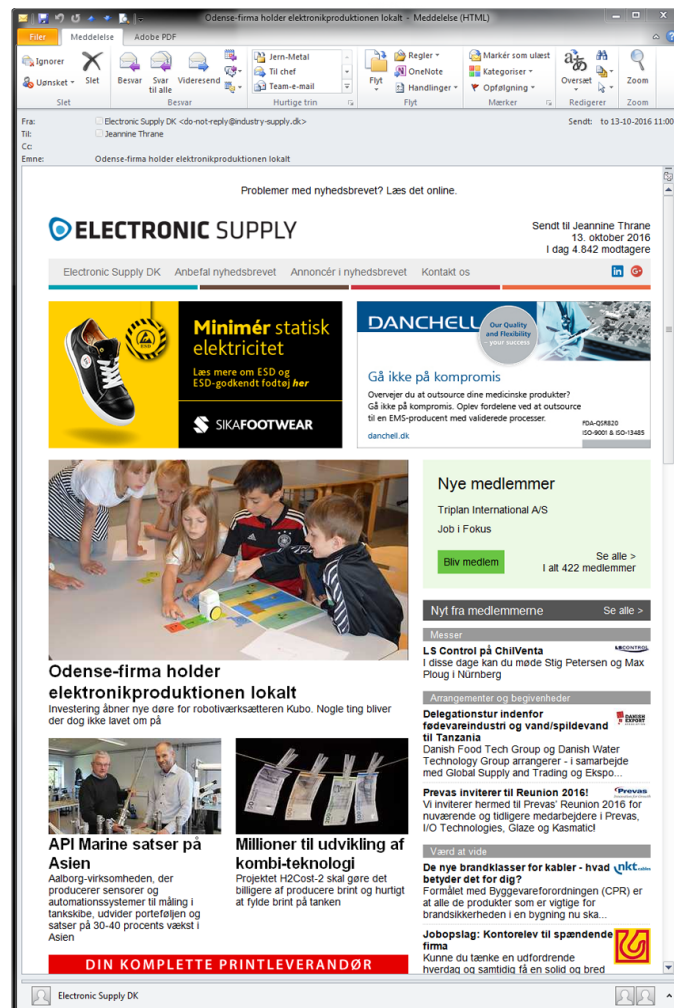 Odense-firma holder elektronikproduktionen lokalt - Meddelelse (HTML)
Filer Meddelelse Adobe PDF
Ignorer
Uønsket
Slet
Besvar
Svar til alle
Videresend
Jern-Metal
Til chef
Team-e-mail
Flyt
Regler
OneNote
Handlinger
Markér som ulæst
Kategoriser
Opfølgning
Oversæt
Zoom
Slet Besvar Hurtige trin Flyt Mærker Redigerer Zoom
Fra: Electronic Supply DK <do-not-reply@industry-supply.dk> Sendt: to 13-10-2016 11:00
Til: Jeannine Thrane
Cc:
Emne: Odense-firma holder elektronikproduktionen lokalt
Problemer med nyhedsbrevet? Læs det online.
ELECTRONIC SUPPLY
Sendt til Jeannine Thrane
13. oktober 2016
I dag 4.842 modtagere
Electronic Supply DK Anbefal nyhedsbrevet Annoncér i nyhedsbrevet Kontakt os
in G+
ESD
Minimér statisk
elektricitet
Læs mere om ESD og
ESD-godkendt fodtøj her
SIKAFOOTWEAR
DANCHELL
Our Quality
and Flexibility
– your success
Gå ikke på kompromis
Overvejer du at outsource dine medicinske produkter?
Gå ikke på kompromis. Oplev fordelene ved at outsource
til en EMS-producent med validerede processer.
danchell.dk
FDA-QSR820
ISO-9001 & ISO-13485
Odense-firma holder
elektronikproduktionen lokalt
Investering åbner nye døre for robotiværksætteren Kubo. Nogle ting bliver
der dog ikke lavet om på
API Marine satser på
Asien
Aalborg-virksomheden, der
producerer sensorer og
automationssystemer til måling i
tankskibe, udvider porteføljen og
satser på 30-40 procents vækst i
Asien
Millioner til udvikling af
kombi-teknologi
Projektet H2Cost-2 skal gøre det
billigere af producere brint og hurtigt
at fylde brint på tanken
DIN KOMPLETTE PRINTLEVERANDØR
Nye medlemmer
Triplan International A/S
Job i Fokus
Bliv medlem
Se alle >
I alt 422 medlemmer
Nyt fra medlemmerne Se alle >
Messer
LS Control på ChilVenta
LS CONTROL
I disse dage kan du møde Stig Petersen og Max
Ploug i Nürnberg
Arrangementer og begivenheder
Delegationstur indenfor
fødevareindustri og vand/spildevand
til Tanzania
DANISH EXPORT
Danish Food Tech Group og Danish Water
Technology Group arrangerer - i samarbejde
med Global Supply and Trading og Ekspo...
Prevas inviterer til Reunion 2016!
Prevas
Vi inviterer hermed til Prevas' Reunion 2016 for
nuværende og tidligere medarbejdere i Prevas,
I/O Technologies, Glaze og Kasmatic!
Værd at vide
De nye brandklasser for kabler - hvad
betyder det for dig?
nkt cables
Formålet med Byggevareforordningen (CPR) er
at alle de produkter som er vigtige for
brandsikkerheden i en bygning nu ska...
Jobopslag: Kontorelev til spændende
firma
Kunne du tænke en udfordrende
hverdag og samtidig få en solid og bred
Electronic Supply DK